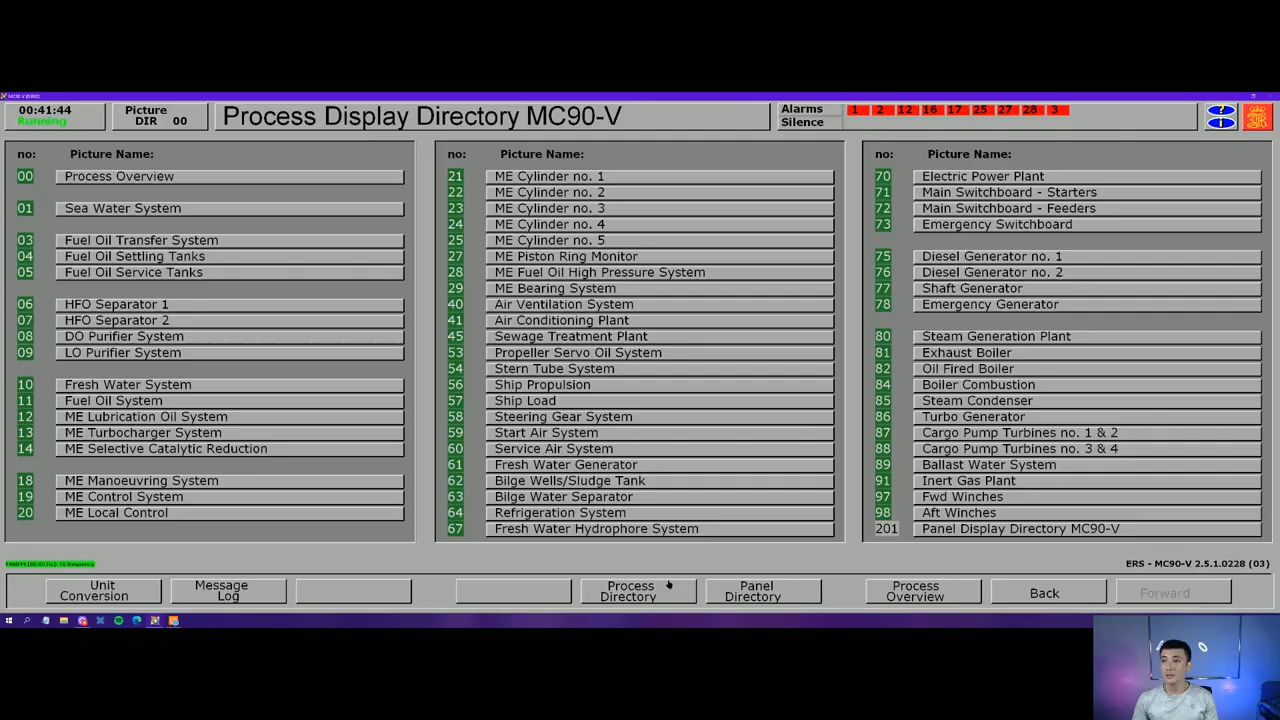 00:41:44
Running
Picture
DIR 00
Process Display Directory MC90-V
Alarms
Silence
1 2 12 16 17 25 27 28 3
no: Picture Name:
00 Process Overview
01 Sea Water System
03 Fuel Oil Transfer System
04 Fuel Oil Settling Tanks
05 Fuel Oil Service Tanks
06 HFO Separator 1
07 HFO Separator 2
08 DO Purifier System
09 LO Purifier System
10 Fresh Water System
11 Fuel Oil System
12 ME Lubrication Oil System
13 ME Turbocharger System
14 ME Selective Catalytic Reduction
18 ME Manoeuvring System
19 ME Control System
20 ME Local Control
no: Picture Name:
21 ME Cylinder no. 1
22 ME Cylinder no. 2
23 ME Cylinder no. 3
24 ME Cylinder no. 4
25 ME Cylinder no. 5
27 ME Piston Ring Monitor
28 ME Fuel Oil High Pressure System
29 ME Bearing System
40 Air Ventilation System
41 Air Conditioning Plant
45 Sewage Treatment Plant
53 Propeller Servo Oil System
54 Stern Tube System
56 Ship Propulsion
57 Ship Load
58 Steering Gear System
59 Start Air System
60 Service Air System
61 Fresh Water Generator
62 Bilge Wells/Sludge Tank
63 Bilge Water Separator
64 Refrigeration System
67 Fresh Water Hydrophore System
no: Picture Name:
70 Electric Power Plant
71 Main Switchboard - Starters
72 Main Switchboard - Feeders
73 Emergency Switchboard
75 Diesel Generator no. 1
76 Diesel Generator no. 2
77 Shaft Generator
78 Emergency Generator
80 Steam Generation Plant
81 Exhaust Boiler
82 Oil Fired Boiler
84 Boiler Combustion
85 Steam Condenser
86 Turbo Generator
87 Cargo Pump Turbines no. 1 & 2
88 Cargo Pump Turbines no. 3 & 4
89 Ballast Water System
91 Inert Gas Plant
97 Fwd Winches
98 Aft Winches
201 Panel Display Directory MC90-V
ERS - MC90-V 2.5.1.0228 (03)
Unit
Conversion
Message
Log
Process
Directory
Panel
Directory
Process
Overview
Back
Forward